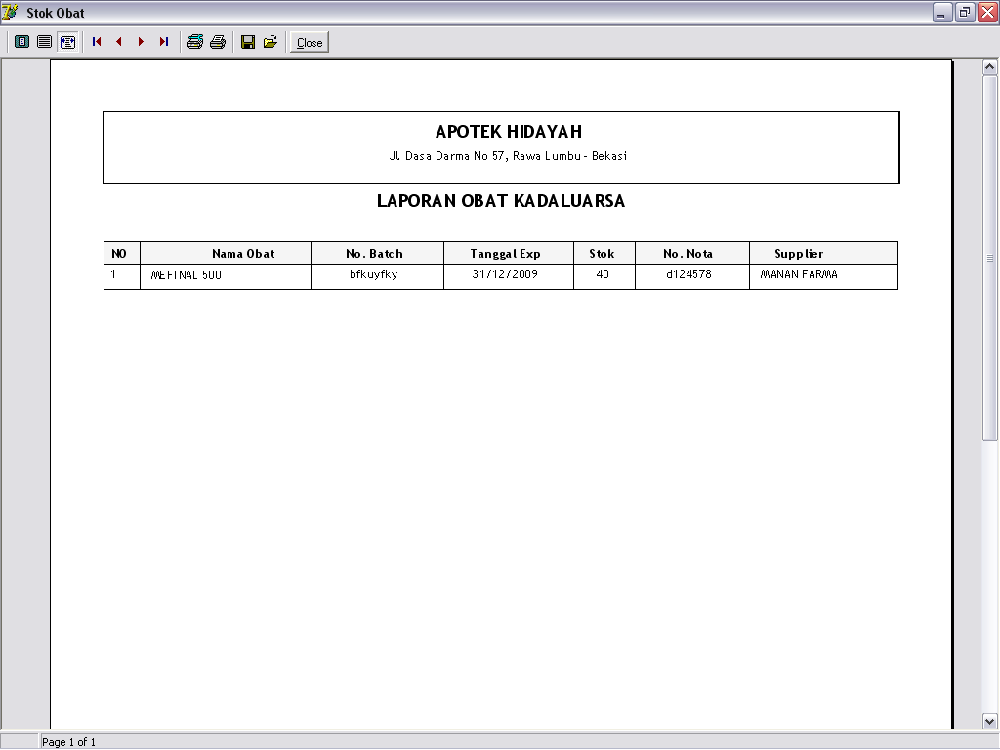 Stok Obat
Close
APOTEK HIDAYAH
Jl. Dasa Darma No 57, Rawa Lumbu - Bekasi
LAPORAN OBAT KADALUARSA
NO Nama Obat No. Batch Tanggal Exp Stok No. Nota Supplier
1 MEFINAL 500 bfkuyfky 31/12/2009 40 d124578 MANAN FARMA
Page 1 of 1